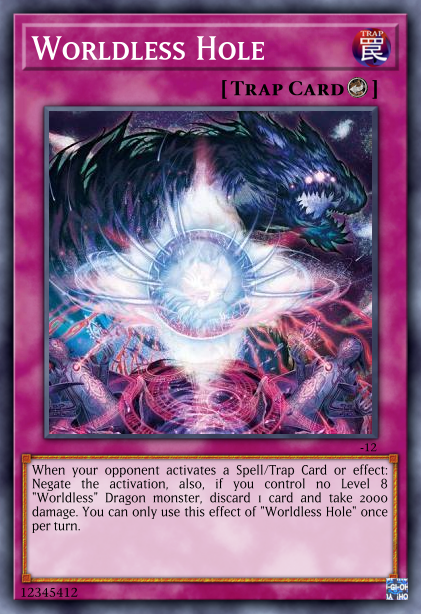 Worldless Hole
TRAP
罠
[Trap Card]
-12
When your opponent activates a Spell/Trap Card or effect:
Negate the activation, also, if you control no Level 8
"Worldless" Dragon monster, discard 1 card and take 2000
damage. You can only use this effect of "Worldless Hole" once
per turn.
12345412